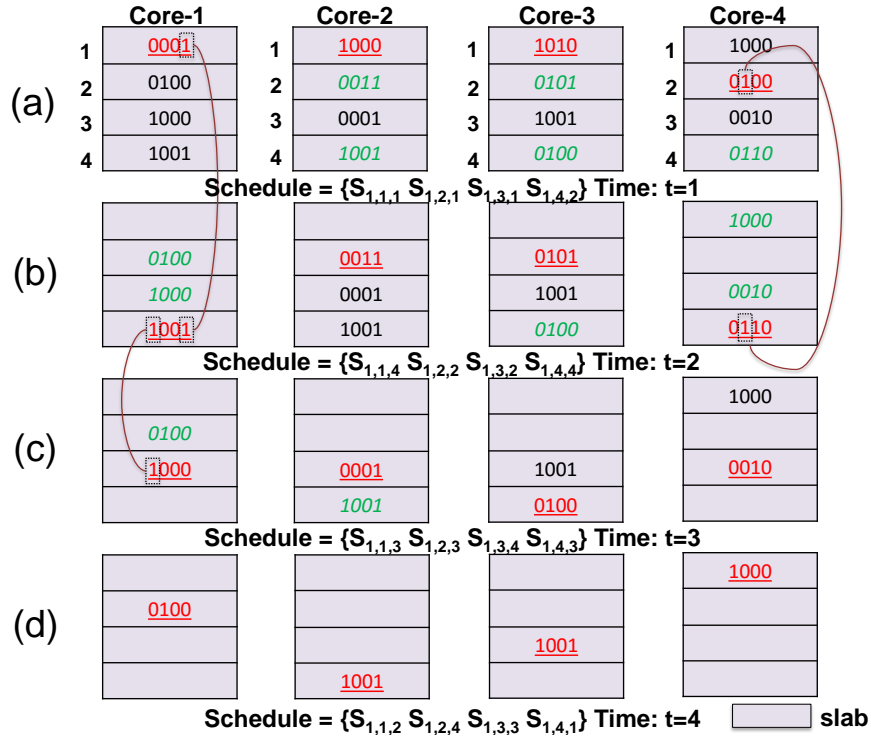 Core-1 Core-2 Core-3 Core-4
(a)
1 0001 1 1000 1 1010 1 1000
2 0100 2 0011 2 0101 2 0100
3 1000 3 0001 3 1001 3 0010
4 1001 4 1001 4 0100 4 0110
Schedule = {S1,1,1 S1,2,1 S1,3,1 S1,4,2} Time: t=1
(b)
1000
0100 0011 0101
1000 0001 1001 0010
1001 1001 0100 0110
Schedule = {S1,1,4 S1,2,2 S1,3,2 S1,4,4} Time: t=2
(c)
1000
0100
1000 0001 1001 0010
1001 0100
Schedule = {S1,1,3 S1,2,3 S1,3,4 S1,4,3} Time: t=3
(d)
1000
0100
1001
1001
Schedule = {S1,1,2 S1,2,4 S1,3,3 S1,4,1} Time: t=4
slab